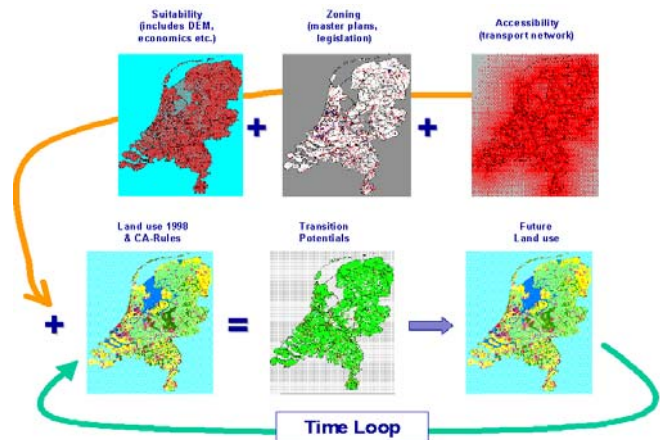 Suitability
(includes DEM,
economics etc.)
Zoning
(master plans,
legislation)
Accessibility
(transport network)
+
+
Land use 1998
& CA-Rules
Transition
Potentials
Future
Land use
+
=
Time Loop